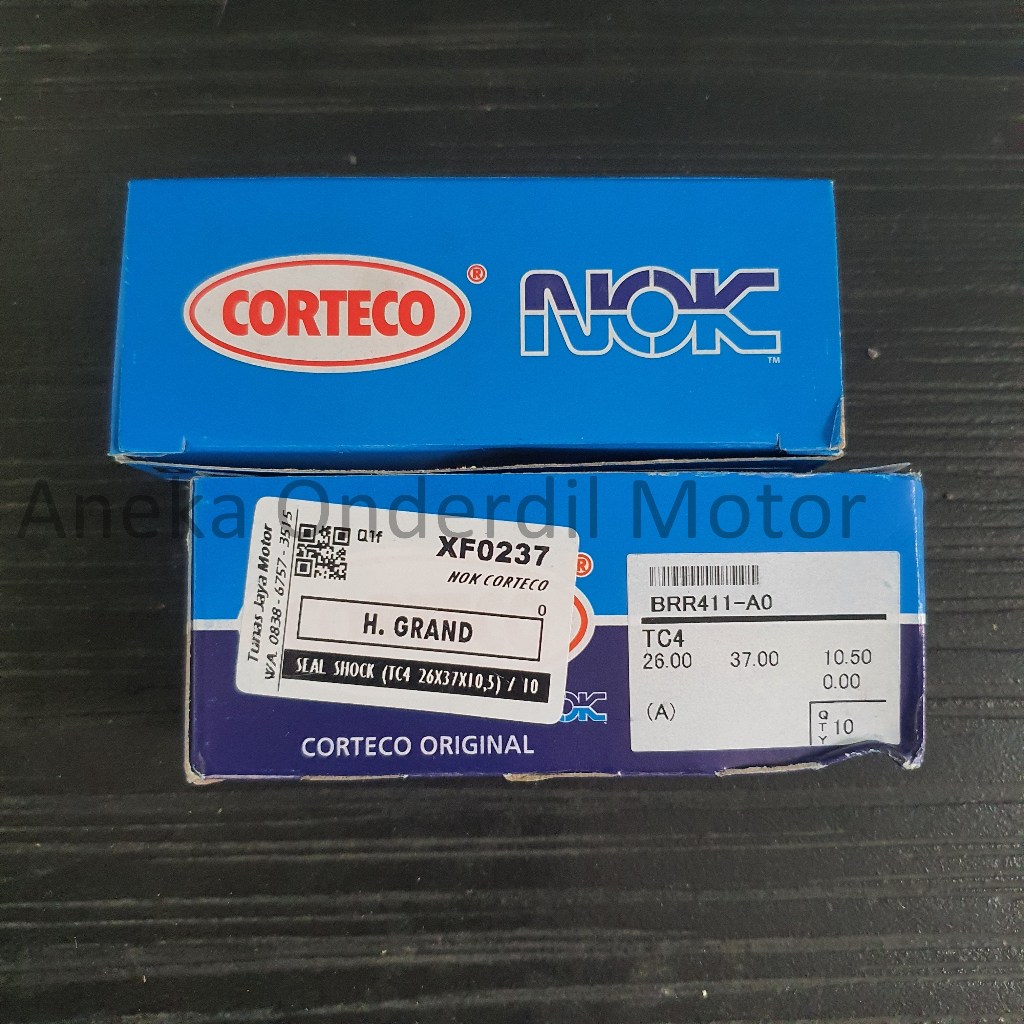 CORTECO®
NOK™
Aneka Onderdil Motor
Tunas Jaya Motor
WA. 0838-6757-3515
Q1f
XF0237
NOK CORTECO
0
H. GRAND
SEAL SHOCK (TC4 26X37X10,5) / 10
®
NOK
CORTECO ORIGINAL
BRR411-A0
TC4
26.00 37.00 10.50
0.00
(A)
QTY 10